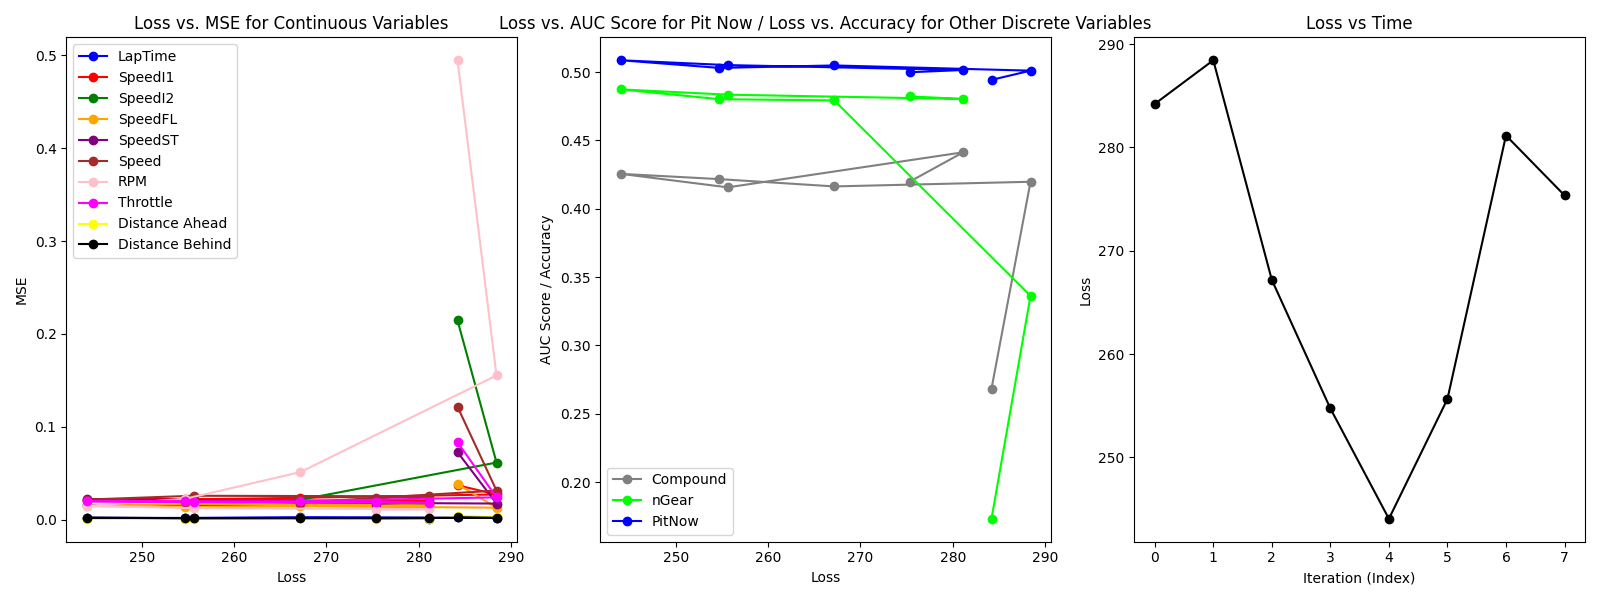 Loss vs. MSE for Continuous Variables
0.5
0.4
0.3
0.2
0.1
0.0
MSE
LapTime
SpeedI1
SpeedI2
SpeedFL
SpeedST
Speed
RPM
Throttle
Distance Ahead
Distance Behind
250 260 270 280 290
Loss
Loss vs. AUC Score for Pit Now / Loss vs. Accuracy for Other Discrete Variables
0.50
0.45
0.40
0.35
0.30
0.25
0.20
AUC Score / Accuracy
Compound
nGear
PitNow
250 260 270 280 290
Loss
Loss vs Time
290
280
270
260
250
Loss
0 1 2 3 4 5 6 7
Iteration (Index)